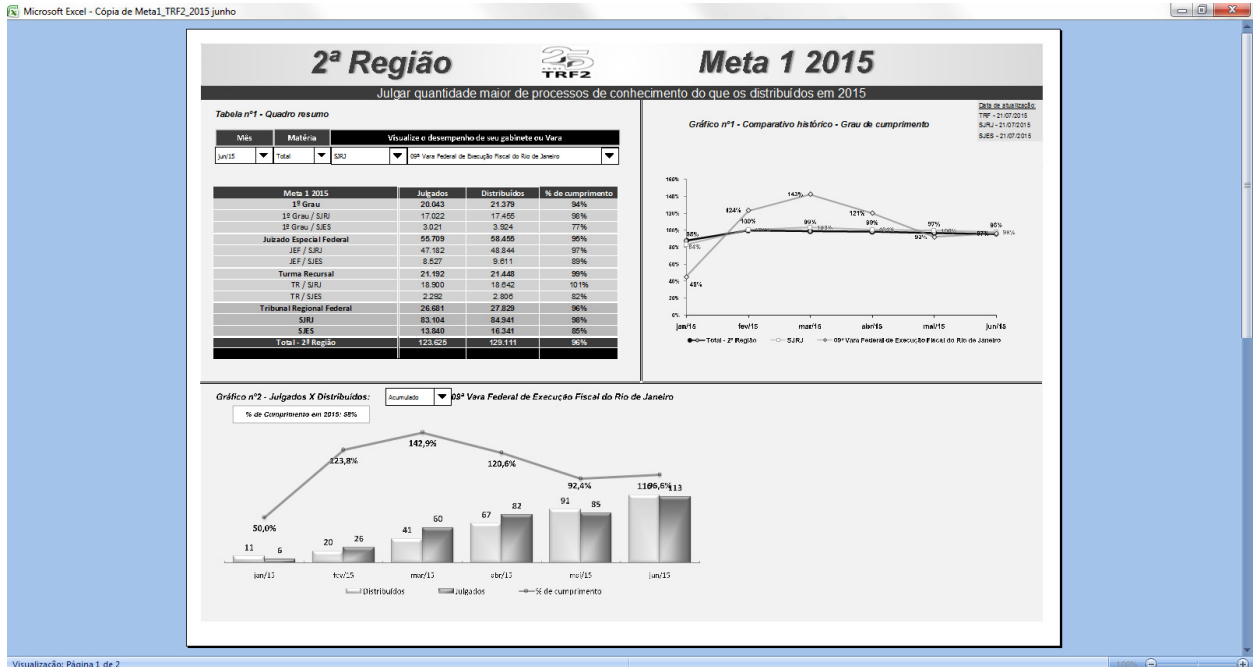 Microsoft Excel - Cópia de Meta1_TRF2_2015 junho
2ª Região
25
ANOS
TRF2
Meta 1 2015
Julgar quantidade maior de processos de conhecimento do que os distribuídos em 2015
Tabela nº1 - Quadro resumo
Mês Matéria Visualize o desempenho de seu gabinete ou Vara
jun/15 Total SJRJ 09ª Vara Federal de Execução Fiscal do Rio de Janeiro
Meta 1 2015 Julgados Distribuídos % de cumprimento
1º Grau 20.043 21.379 94%
1º Grau / SJRJ 17.022 17.455 98%
1º Grau / SJES 3.021 3.924 77%
Juizado Especial Federal 55.709 58.455 95%
JEF / SJRJ 47.182 48.844 97%
JEF / SJES 8.527 9.611 89%
Turma Recursal 21.192 21.448 99%
TR / SJRJ 18.900 18.642 101%
TR / SJES 2.292 2.806 82%
Tribunal Regional Federal 26.681 27.829 96%
SJRJ 83.104 84.941 98%
SJES 13.840 16.341 85%
Total - 2ª Região 123.625 129.111 96%
Data de atualização:
TRF - 21/07/2015
SJRJ - 21/07/2015
SJES - 21/07/2015
Gráfico nº1 - Comparativo histórico - Grau de cumprimento
160%
140%
120%
100%
80%
60%
40%
20%
0%
124%
143%
121%
100%
99%
99%
97%
84%
jan/15 fev/15 mar/15 abr/15 mai/15 jun/15
Total - 2ª Região SJRJ 09ª Vara Federal de Execução Fiscal do Rio de Janeiro
Gráfico nº2 - Julgados X Distribuídos: Acumulado 09ª Vara Federal de Execução Fiscal do Rio de Janeiro
% de Cumprimento em 2015:
50,0% 123,8% 142,9% 120,6% 92,4% 96,6%
11 6 20 26 41 60 67 82 91 85 113
jan/15 fev/15 mar/15 abr/15 mai/15 jun/15
Distribuídos Julgados % de cumprimento
Visualização: Página 1 de 2
100%